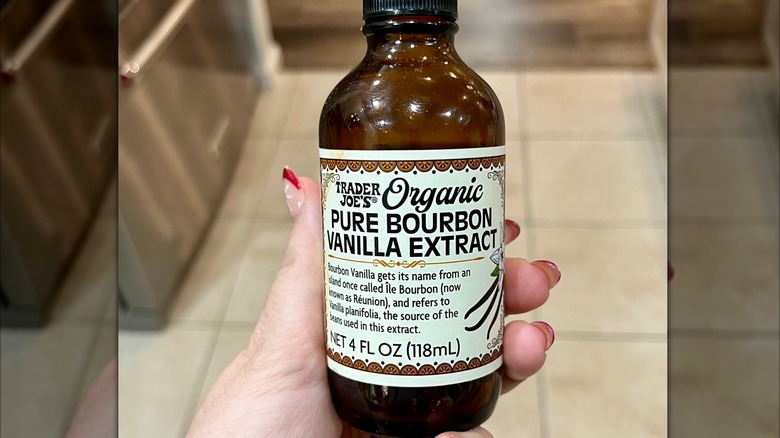 TRADER JOE'S® Organic
PURE BOURBON
VANILLA EXTRACT
Bourbon Vanilla gets its name from an
island once called Île Bourbon (now
known as Réunion), and refers to
Vanilla planifolia, the source of the
beans used in this extract.
NET 4 FL OZ (118mL)